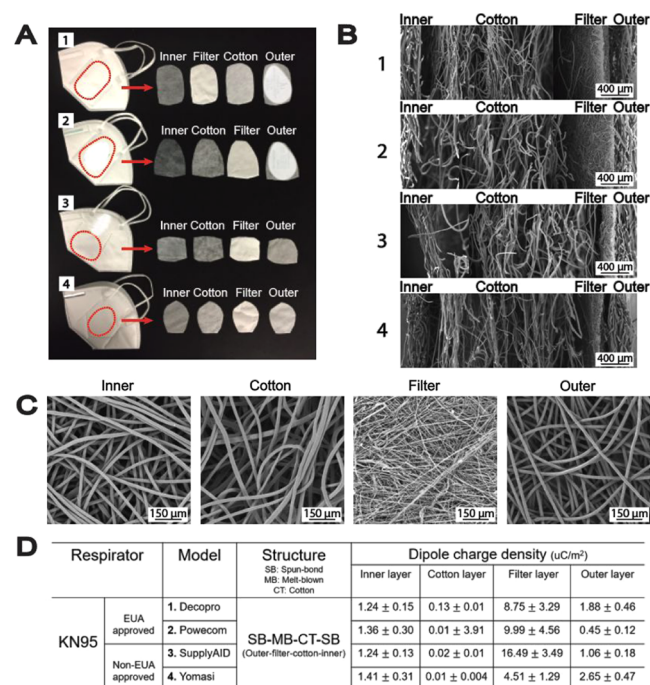 A
1
Inner Filter Cotton Outer
2
Inner Cotton Filter Outer
3
Inner Cotton Filter Outer
4
Inner Cotton Filter Outer
B
Inner Cotton Filter Outer
1
400 μm
Inner Cotton Filter Outer
2
400 μm
Inner Cotton Filter Outer
3
400 μm
Inner Cotton Filter Outer
4
400 μm
C
Inner Cotton Filter Outer
150 μm 150 μm 150 μm 150 μm
D
Respirator Model Structure Dipole charge density (uC/m²)
SB: Spun-bond
MB: Melt-blown
CT: Cotton
Inner layer Cotton layer Filter layer Outer layer
KN95
EUA approved
1. Decopro 1.24 ± 0.15 0.13 ± 0.01 8.75 ± 3.29 1.88 ± 0.46
2. Powecom 1.36 ± 0.30 0.01 ± 3.91 9.99 ± 4.56 0.45 ± 0.12
SB-MB-CT-SB
(Outer-filter-cotton-inner)
Non-EUA approved
3. SupplyAID 1.24 ± 0.13 0.02 ± 0.01 16.49 ± 3.49 1.06 ± 0.18
4. Yomasi 1.41 ± 0.31 0.01 ± 0.004 4.51 ± 1.29 2.65 ± 0.47